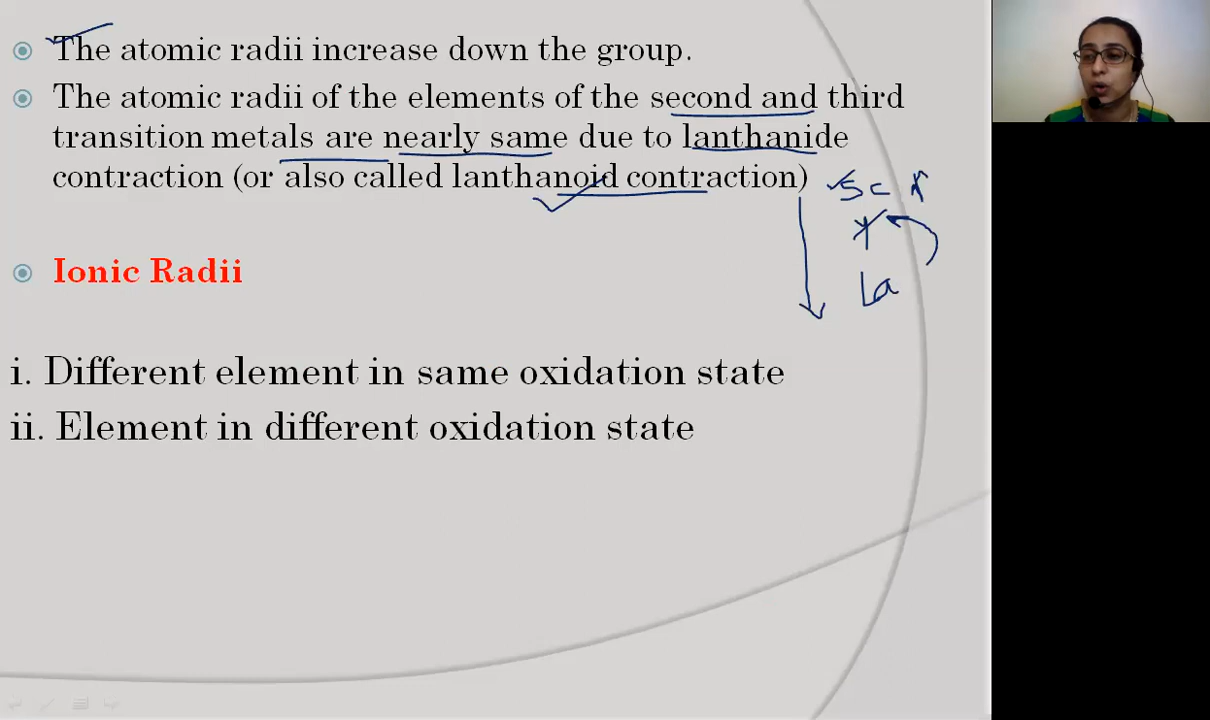 The atomic radii increase down the group.
The atomic radii of the elements of the second and third
transition metals are nearly same due to lanthanide
contraction (or also called lanthanoid contraction)
Sc
Y
La
Ionic Radii
i. Different element in same oxidation state
ii. Element in different oxidation state